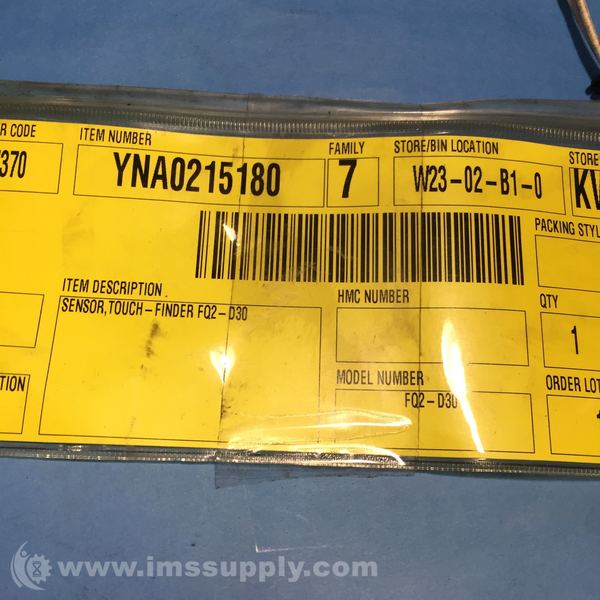 R CODE
ITEM NUMBER
FAMILY
STORE/BIN LOCATION
STORE
370
YNA0215180
7
W23-02-B1-0
PACKING STYL
ITEM DESCRIPTION
HMC NUMBER
QTY
SENSOR, TOUCH - FINDER FQ2 - D30
1
TION
MODEL NUMBER
ORDER LOT
FQ2 - D30
www.imssupply.com/